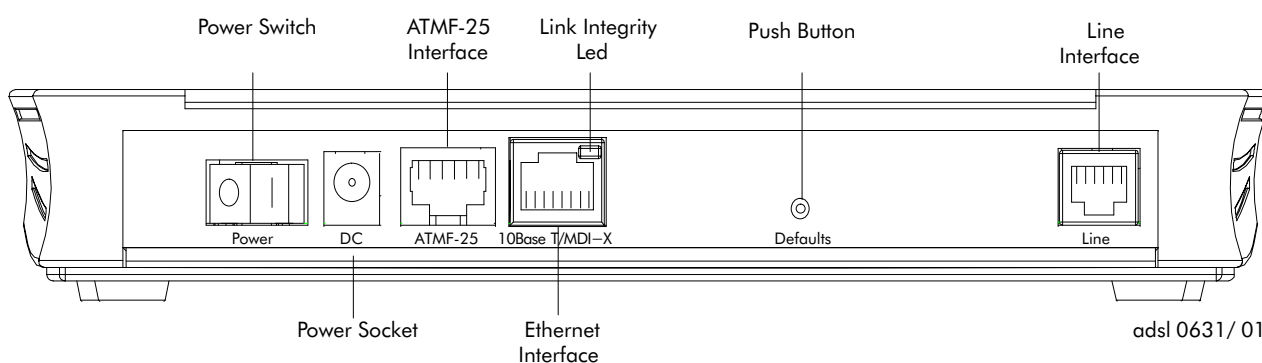 Power Switch
ATMF-25
Interface
Link Integrity
Led
Push Button
Line
Interface
Power
DC
ATMF-25
10Base T/MDI–X
Defaults
Line
Power Socket
Ethernet
Interface
adsl 0631/ 01